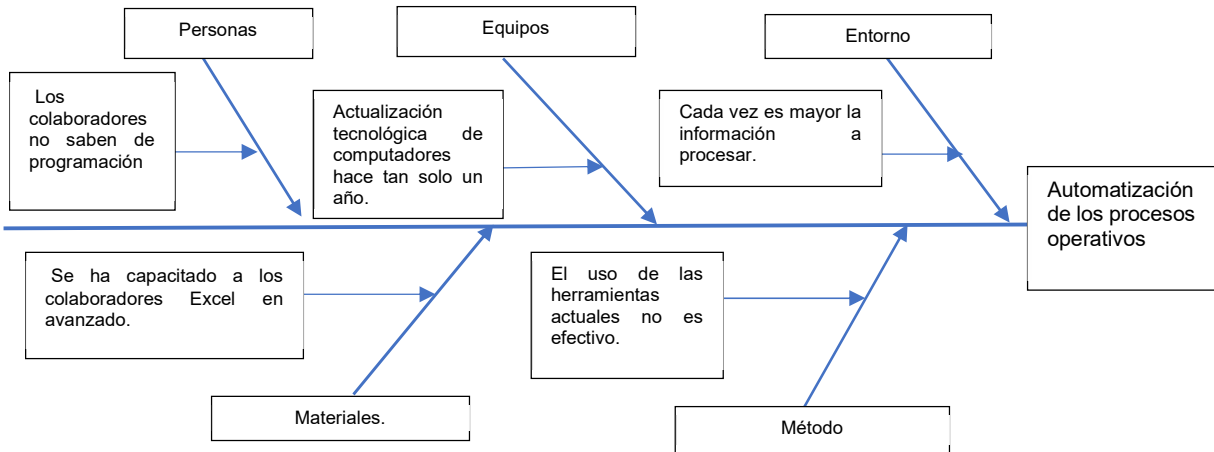 Personas
Equipos
Entorno
Los
colaboradores
no saben de
programación
Actualización
tecnológica de
computadores
hace tan solo un
año.
Cada vez es mayor la
información a
procesar.
Automatización
de los procesos
operativos
Se ha capacitado a los
colaboradores Excel en
avanzado.
El uso de las
herramientas
actuales no es
efectivo.
Materiales.
Método